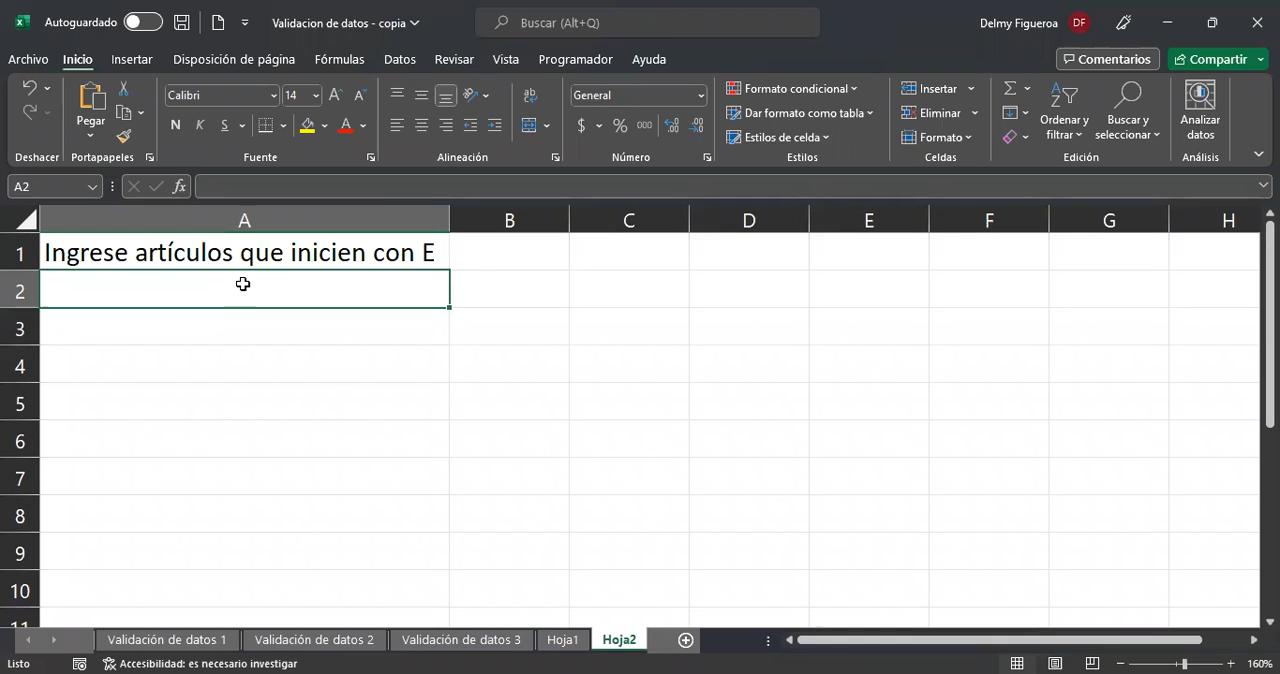 Autoguardado Validacion de datos - copia Buscar (Alt+Q) Delmy Figueroa DF
Archivo Inicio Insertar Disposición de página Fórmulas Datos Revisar Vista Programador Ayuda Comentarios Compartir
Calibri 14 General Formato condicional Insertar
Pegar Dar formato como tabla Eliminar Ordenar y Buscar y Analizar
N K S $ % 000 Estilos de celda Formato filtrar seleccionar datos
Deshacer Portapapeles Fuente Alineación Número Estilos Celdas Edición Análisis
A2 fx
A B C D E F G H
1 Ingrese artículos que inicien con E
2
3
4
5
6
7
8
9
10
11
Validación de datos 1 Validación de datos 2 Validación de datos 3 Hoja1 Hoja2
Listo Accesibilidad: es necesario investigar 160%